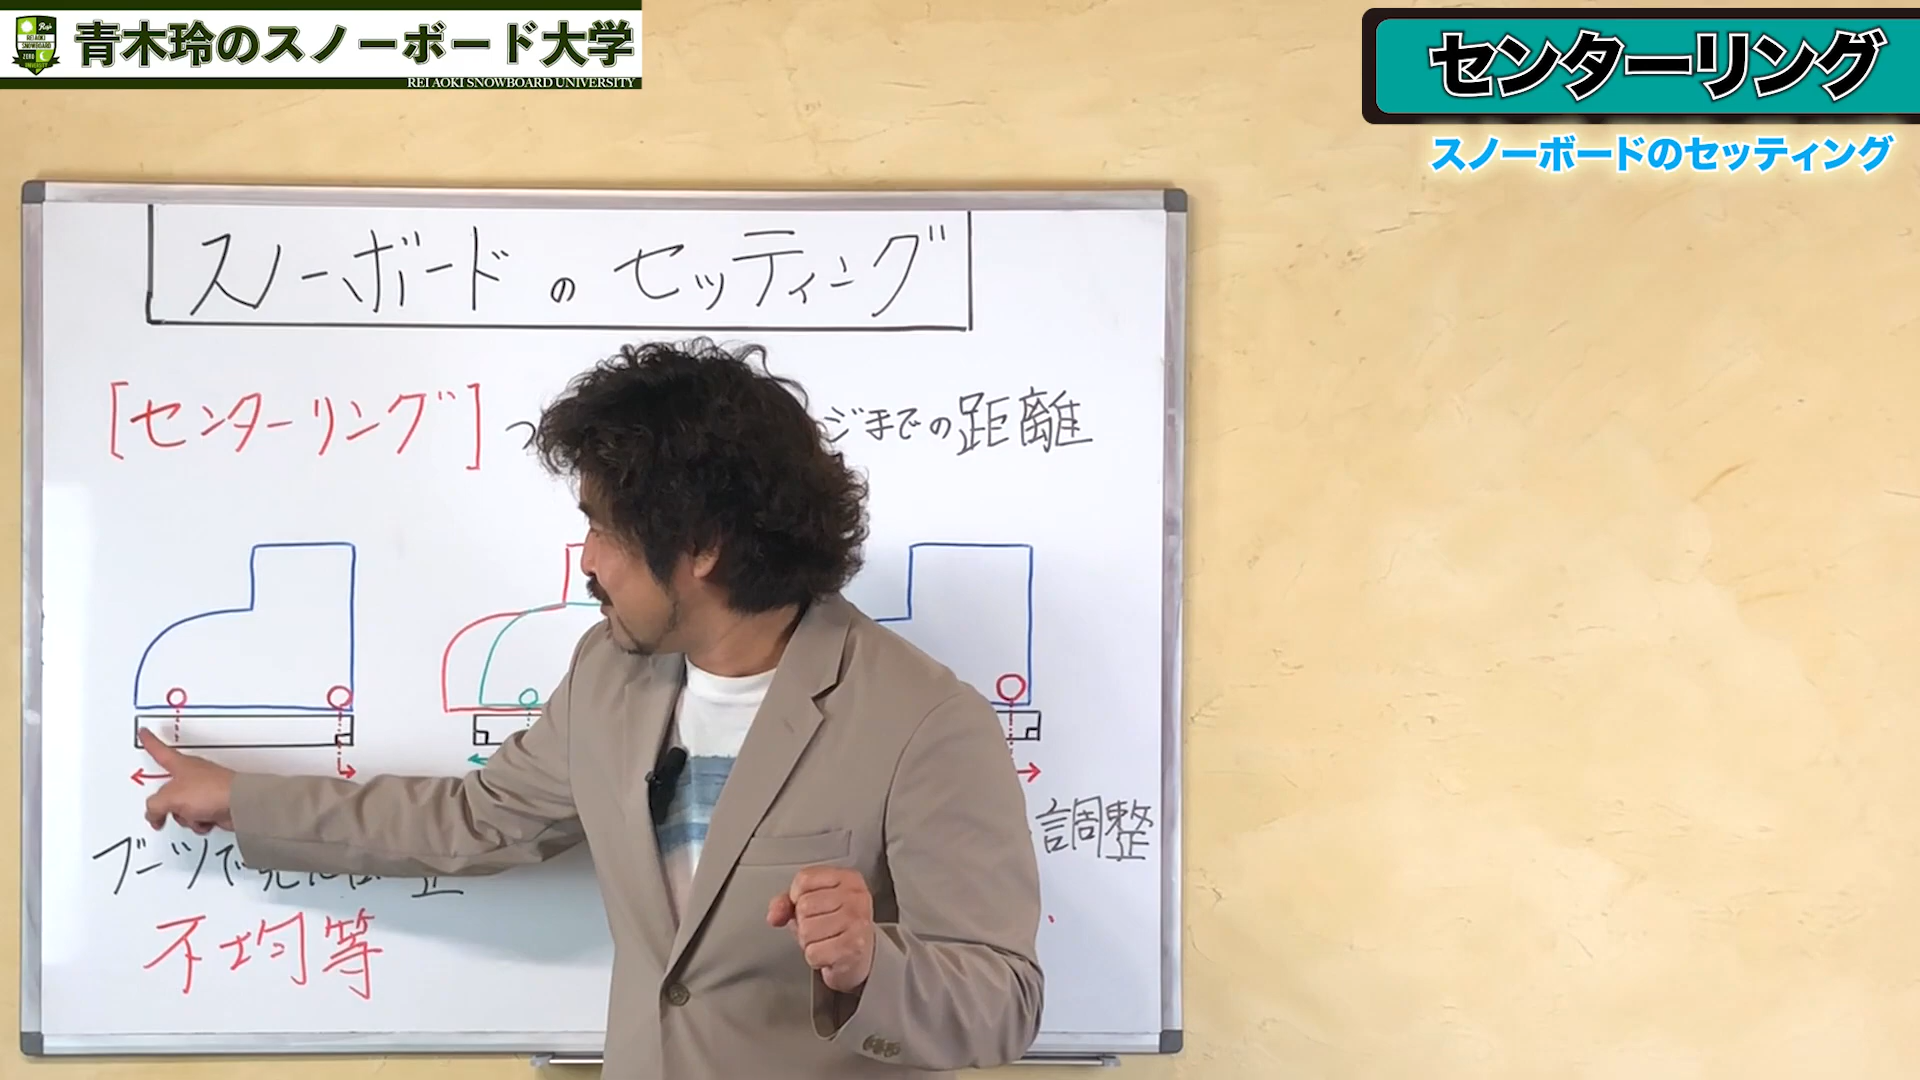 青木玲のスノーボード大学
REI AOKI SNOWBOARD UNIVERSITY
センターリング
スノーボードのセッティング
スノーボードのセッティング
[センターリング]
つ ジまでの距離
ブーツで見た
調整
不均等